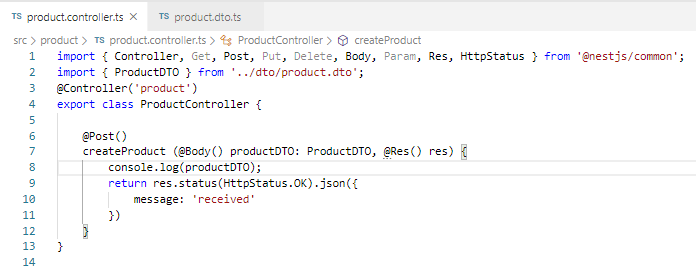 TS product.controller.ts ✕ TS product.dto.ts
src > product > TS product.controller.ts > ProductController > createProduct
1 import { Controller, Get, Post, Put, Delete, Body, Param, Res, HttpStatus } from '@nestjs/common';
2 import { ProductDTO } from '../dto/product.dto';
3 @Controller('product')
4 export class ProductController {
5
6 @Post()
7 createProduct (@Body() productDTO: ProductDTO, @Res() res) {
8 console.log(productDTO);
9 return res.status(HttpStatus.OK).json({
10 message: 'received'
11 })
12 }
13 }
14